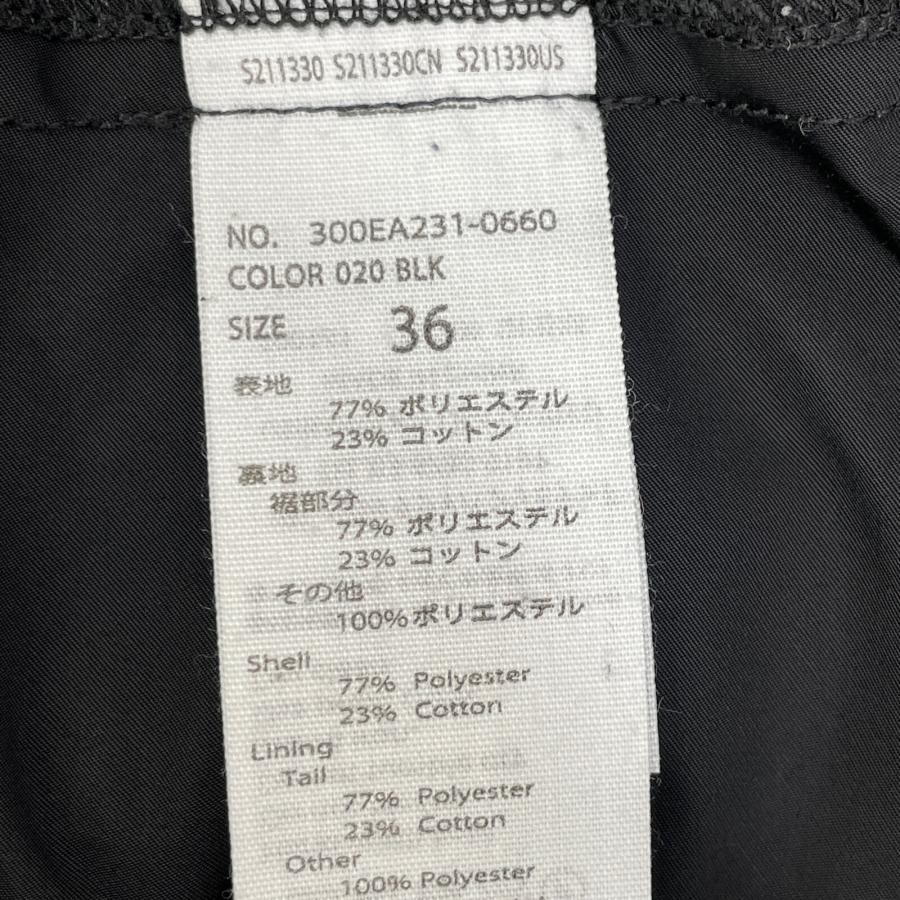 S211330 S211330CN S211330US
NO. 300EA231-0660
COLOR 020 BLK
SIZE 36
表地
77% ポリエステル
23% コットン
裏地
裾部分
77% ポリエステル
23% コットン
その他
100%ポリエステル
Shell
77% Polyester
23% Cotton
Lining
Tail
77% Polyester
23% Cotton
Other
100% Polyester